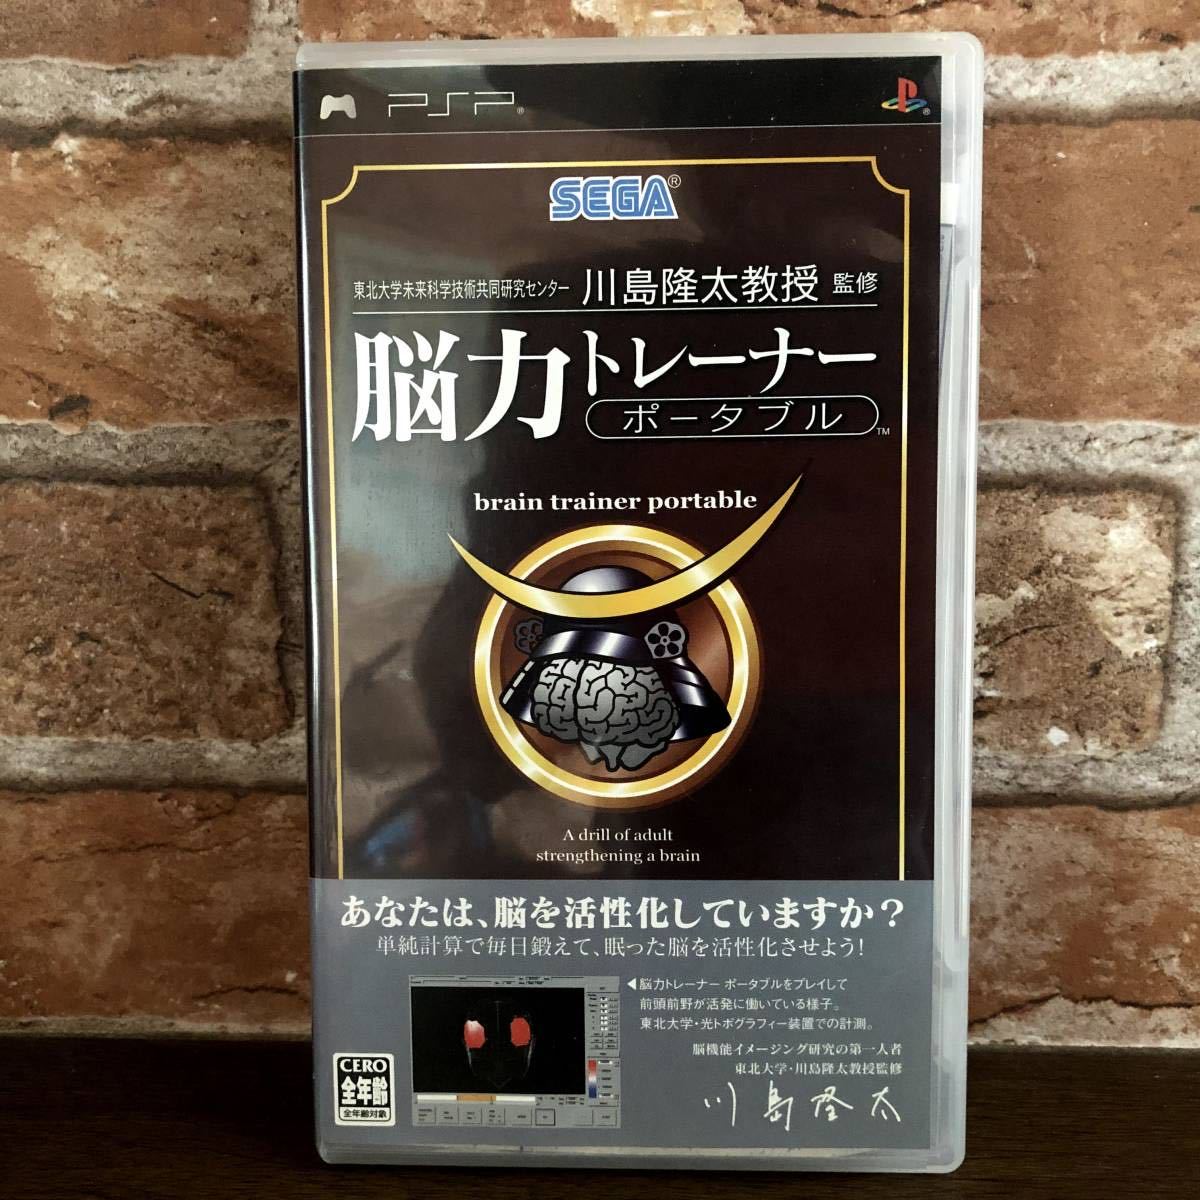 PSP®
SEGA®
東北大学未来科学技術共同研究センター 川島隆太教授 監修
脳力トレーナー
ポータブル™
brain trainer portable
A drill of adult
strengthening a brain
あなたは、脳を活性化していますか?
単純計算で毎日鍛えて、眠った脳を活性化させよう!
◀脳力トレーナー ポータブルをプレイして
前頭前野が活発に働いている様子。
東北大学・光トポグラフィー装置での計測。
脳機能イメージング研究の第一人者
東北大学・川島隆太教授監修
川島隆太
CERO
全年齢
全年齢対象